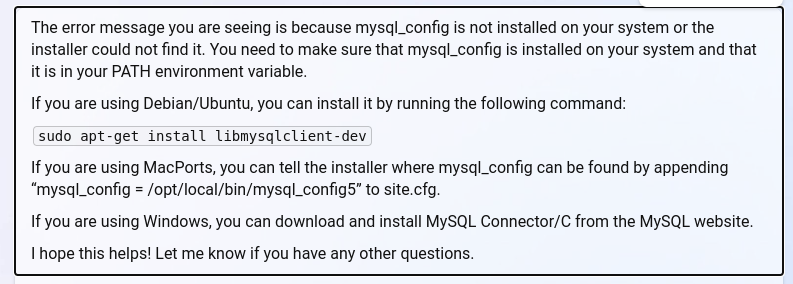 The error message you are seeing is because mysql_config is not installed on your system or the
installer could not find it. You need to make sure that mysql_config is installed on your system and that
it is in your PATH environment variable.
If you are using Debian/Ubuntu, you can install it by running the following command:
sudo apt-get install libmysqlclient-dev
If you are using MacPorts, you can tell the installer where mysql_config can be found by appending
“mysql_config = /opt/local/bin/mysql_config5” to site.cfg.
If you are using Windows, you can download and install MySQL Connector/C from the MySQL website.
I hope this helps! Let me know if you have any other questions.